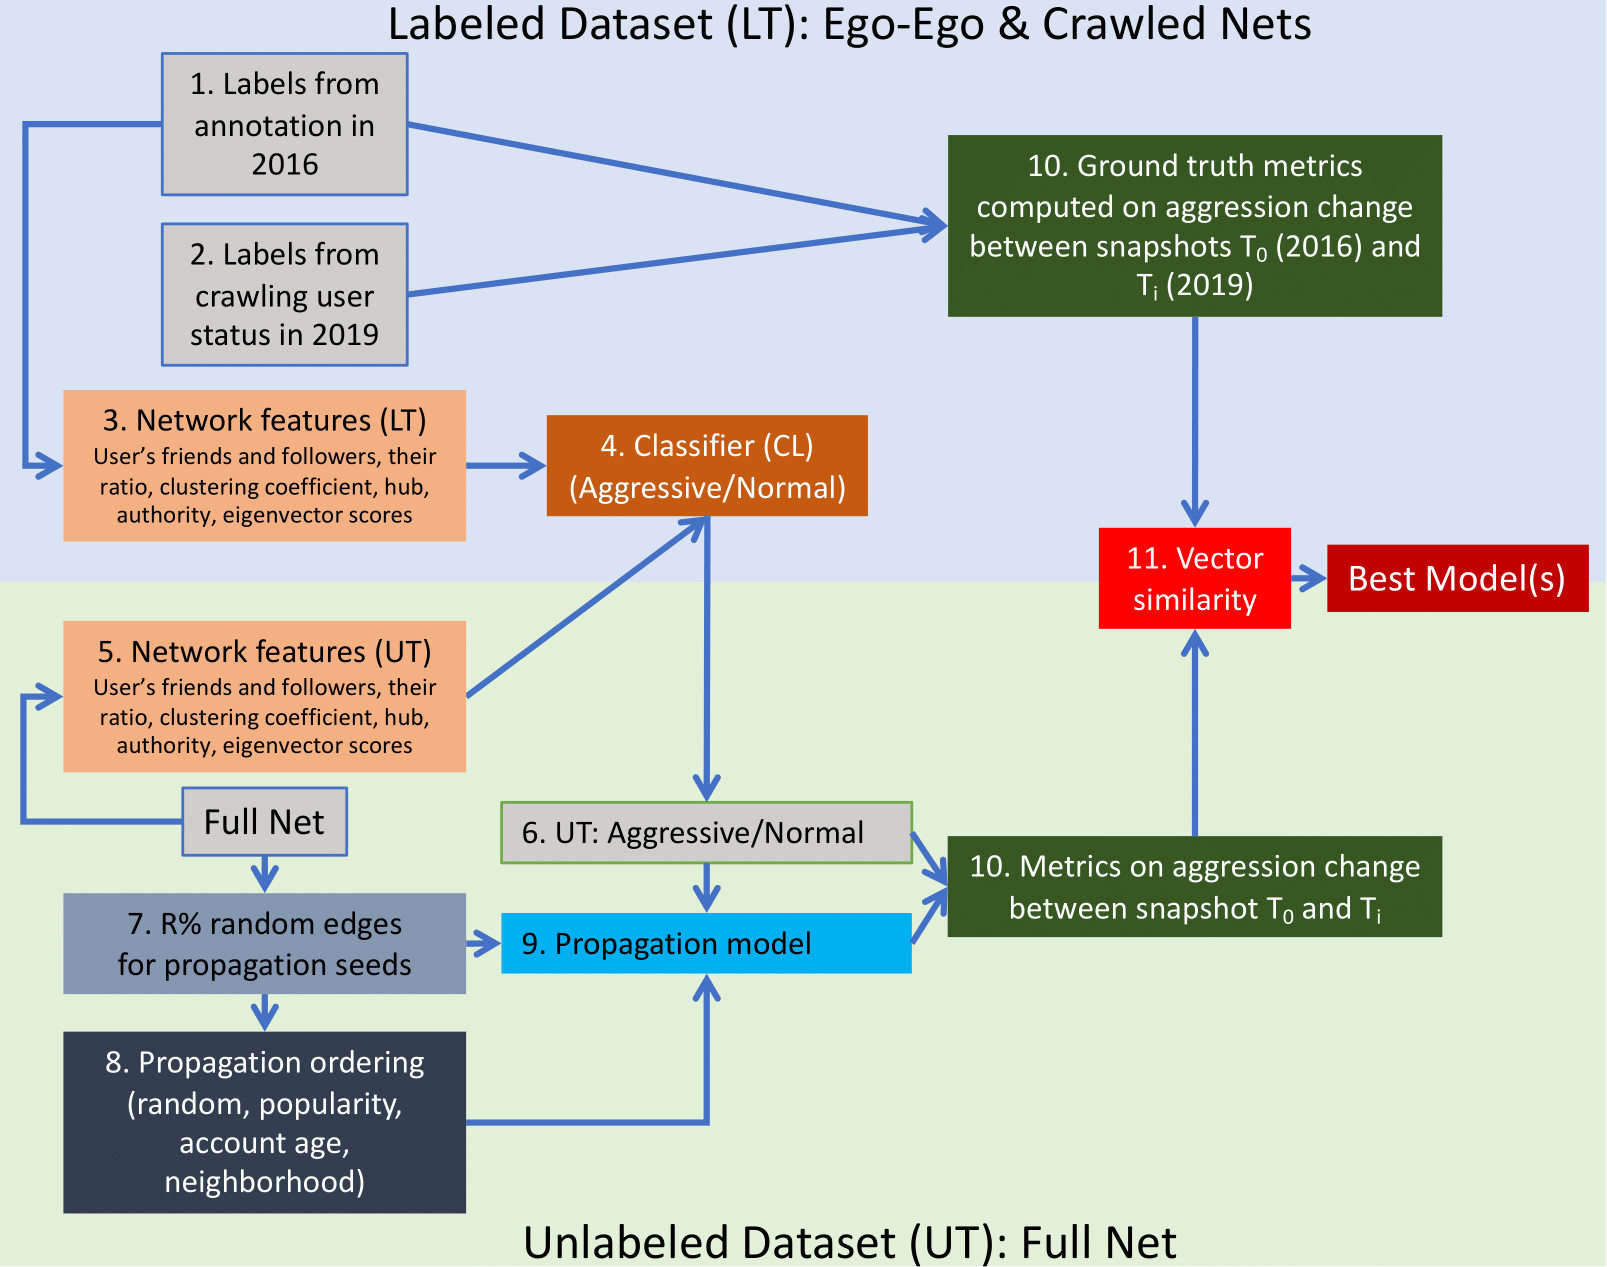 Labeled Dataset (LT): Ego-Ego & Crawled Nets
1. Labels from
annotation in
2016
2. Labels from
crawling user
status in 2019
10. Ground truth metrics
computed on aggression change
between snapshots T₀ (2016) and
Tᵢ (2019)
3. Network features (LT)
User’s friends and followers, their
ratio, clustering coefficient, hub,
authority, eigenvector scores
4. Classifier (CL)
(Aggressive/Normal)
11. Vector
similarity
Best Model(s)
5. Network features (UT)
User’s friends and followers, their
ratio, clustering coefficient, hub,
authority, eigenvector scores
Full Net
6. UT: Aggressive/Normal
7. R% random edges
for propagation seeds
9. Propagation model
10. Metrics on aggression change
between snapshot T₀ and Tᵢ
8. Propagation ordering
(random, popularity,
account age,
neighborhood)
Unlabeled Dataset (UT): Full Net